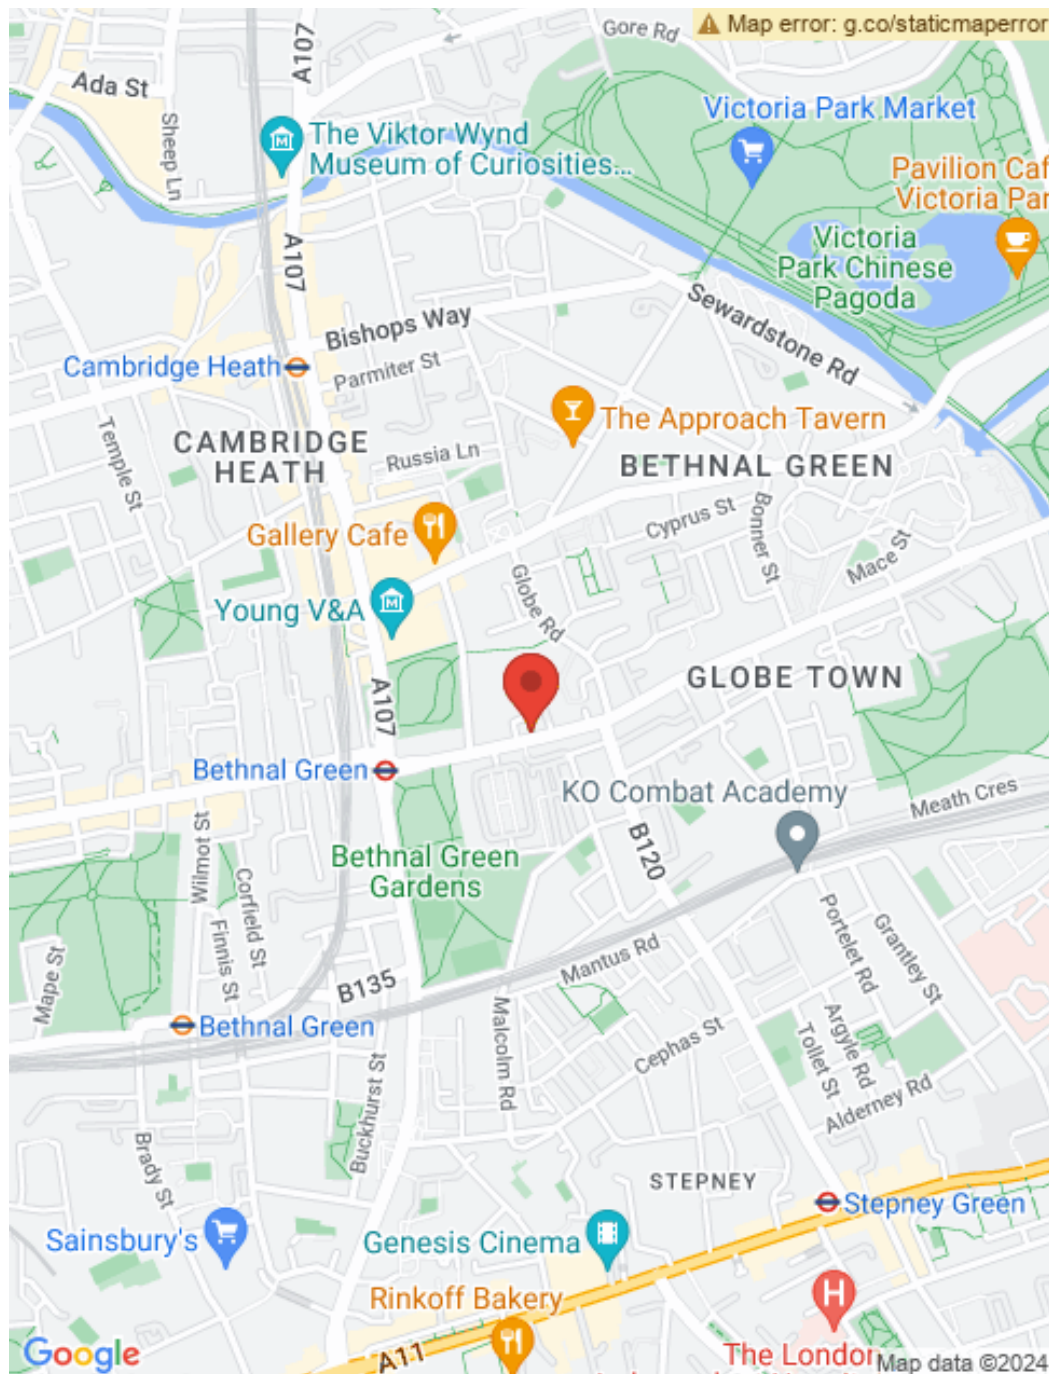 Map error: g.co/staticmaperror
Gore Rd
A107
Ada St
Sheep Ln
The Viktor Wynd
Museum of Curiosities...
Victoria Park Market
Pavilion Caf
Victoria Par
Victoria
Park Chinese
Pagoda
A107
Bishops Way
Sewardstone Rd
Cambridge Heath
Parmiter St
The Approach Tavern
CAMBRIDGE
HEATH
Temple St
Russia Ln
BETHNAL GREEN
Gallery Cafe
Cyprus St
Bonner St
Mace St
Globe Rd
Young V&A
A107
GLOBE TOWN
Bethnal Green
KO Combat Academy
Meath Cres
Wilmot St
Corfield St
Finnis St
Bethnal Green
Gardens
B120
Mape St
B135
Mantus Rd
Portelet Rd
Grantley St
Bethnal Green
Malcolm Rd
Cephas St
Argyle Rd
Tollet St
Alderney Rd
Buckhurst St
Brady St
STEPNEY
Stepney Green
Sainsbury's
Genesis Cinema
Rinkoff Bakery
H
A11
The London
Google
Map data ©2024